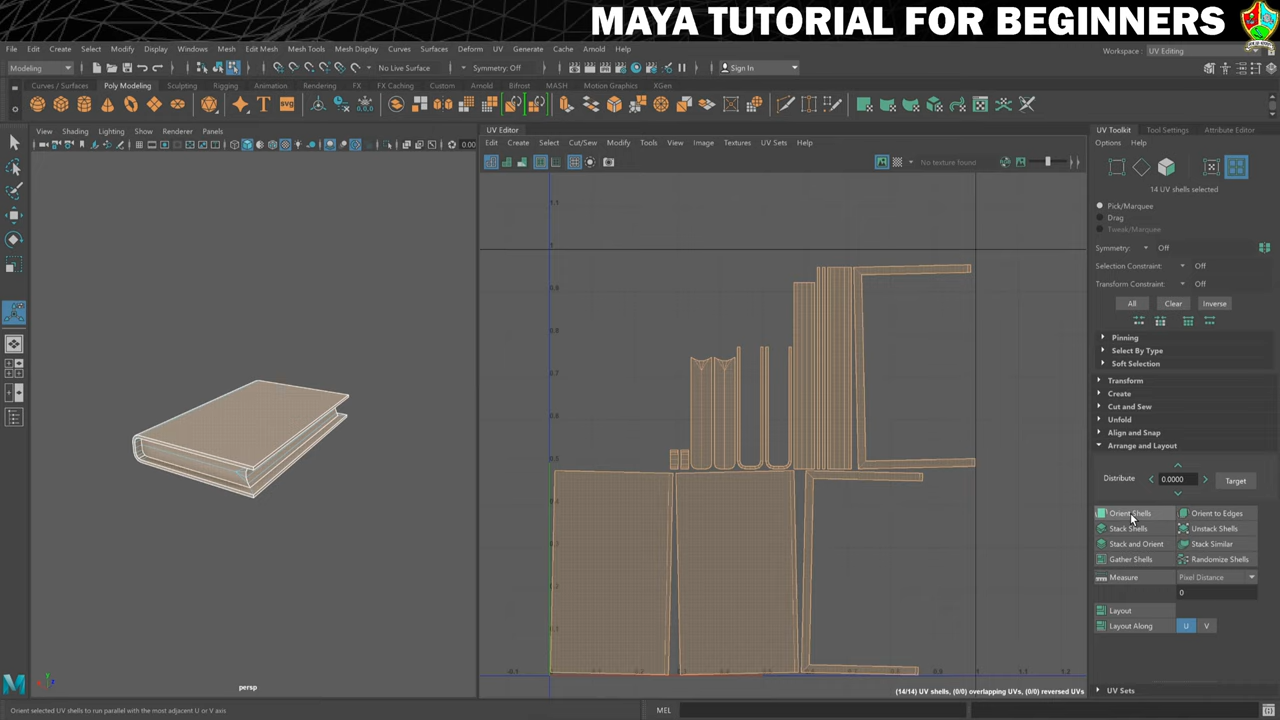 MAYA TUTORIAL FOR BEGINNERS
File Edit Create Select Modify Display Windows Mesh Edit Mesh Mesh Tools Mesh Display Curves Surfaces Deform UV Generate Cache Arnold Help
Workspace : UV Editing
Modeling No Live Surface Symmetry: Off Sign In
Curves / Surfaces Poly Modeling Sculpting Rigging Animation Rendering FX FX Caching Custom Arnold Bifrost MASH Motion Graphics XGen
View Shading Lighting Show Renderer Panels
0.00
persp
UV Editor
Edit Create Select Cut/Sew Modify Tools View Image Textures UV Sets Help
No texture found
(14/14) UV shells, (0/0) overlapping UVs, (0/0) reversed UVs
UV Toolkit Tool Settings Attribute Editor
Options Help
14 UV shells selected
Pick/Marquee
Drag
Tweak/Marquee
Symmetry: Off
Selection Constraint: Off
Transform Constraint: Off
All Clear Inverse
Pinning
Select By Type
Soft Selection
Transform
Create
Cut and Sew
Unfold
Align and Snap
Arrange and Layout
Distribute 0.0000 Target
Orient Shells Orient to Edges
Stack Shells Unstack Shells
Stack and Orient Stack Similar
Gather Shells Randomize Shells
Measure Pixel Distance
0
Layout
Layout Along U V
UV Sets
Orient selected UV shells to run parallel with the most adjacent U or V axis
MEL